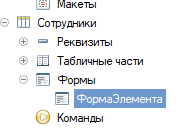 Макеты
Сотрудники
Реквизиты
Табличные части
Формы
ФормаЭлемента
Команды